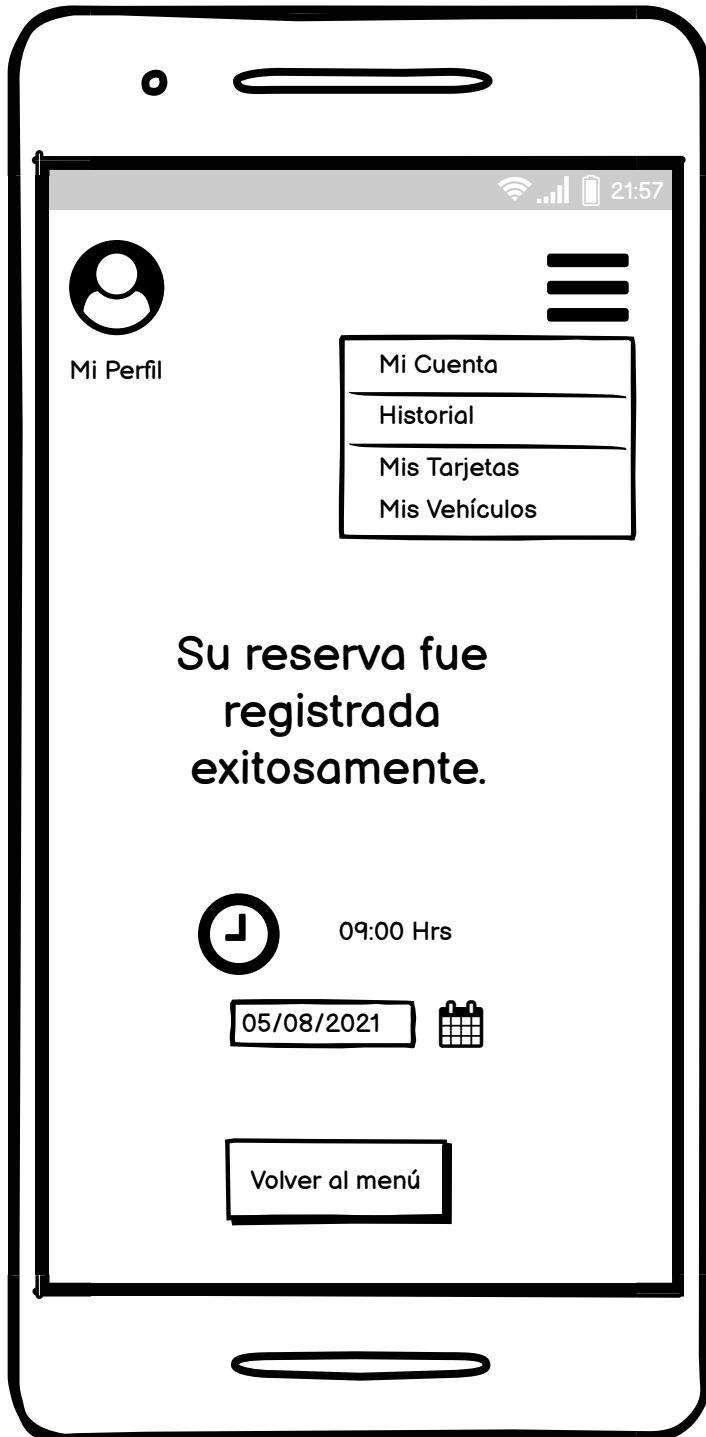 21:57
Mi Perfil
Mi Cuenta
Historial
Mis Tarjetas
Mis Vehículos
Su reserva fue
registrada
exitosamente.
09:00 Hrs
05/08/2021
Volver al menú